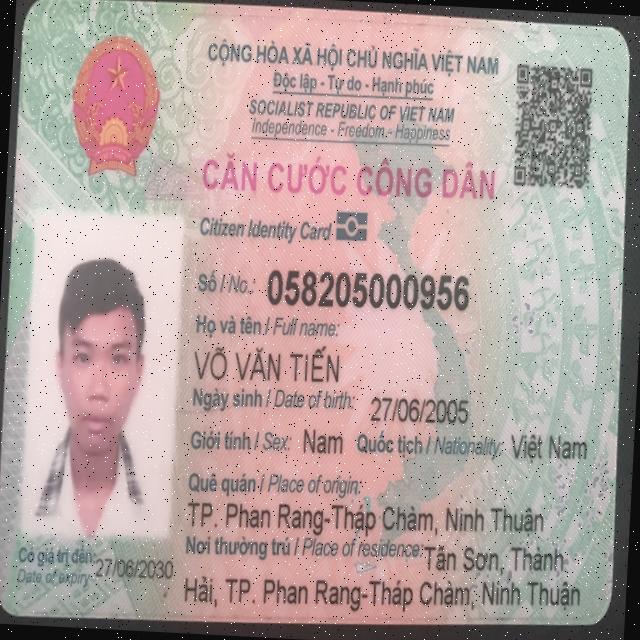 CỘNG HÒA XÃ HỘI CHỦ NGHĨA VIỆT NAM
Độc lập - Tự do - Hạnh phúc
SOCIALIST REPUBLIC OF VIET NAM
Independence - Freedom - Happiness
CĂN CƯỚC CÔNG DÂN
Citizen Identity Card
Số / No.: 058205000956
Họ và tên / Full name:
VÕ VĂN TIẾN
Ngày sinh / Date of birth: 27/06/2005
Giới tính / Sex: Nam Quốc tịch / Nationality: Việt Nam
Quê quán / Place of origin:
TP. Phan Rang-Tháp Chàm, Ninh Thuận
Nơi thường trú / Place of residence: Tấn Sơn, Thành
Hải, TP. Phan Rang-Tháp Chàm, Ninh Thuận
Có giá trị đến: 27/06/2030
Date of expiry